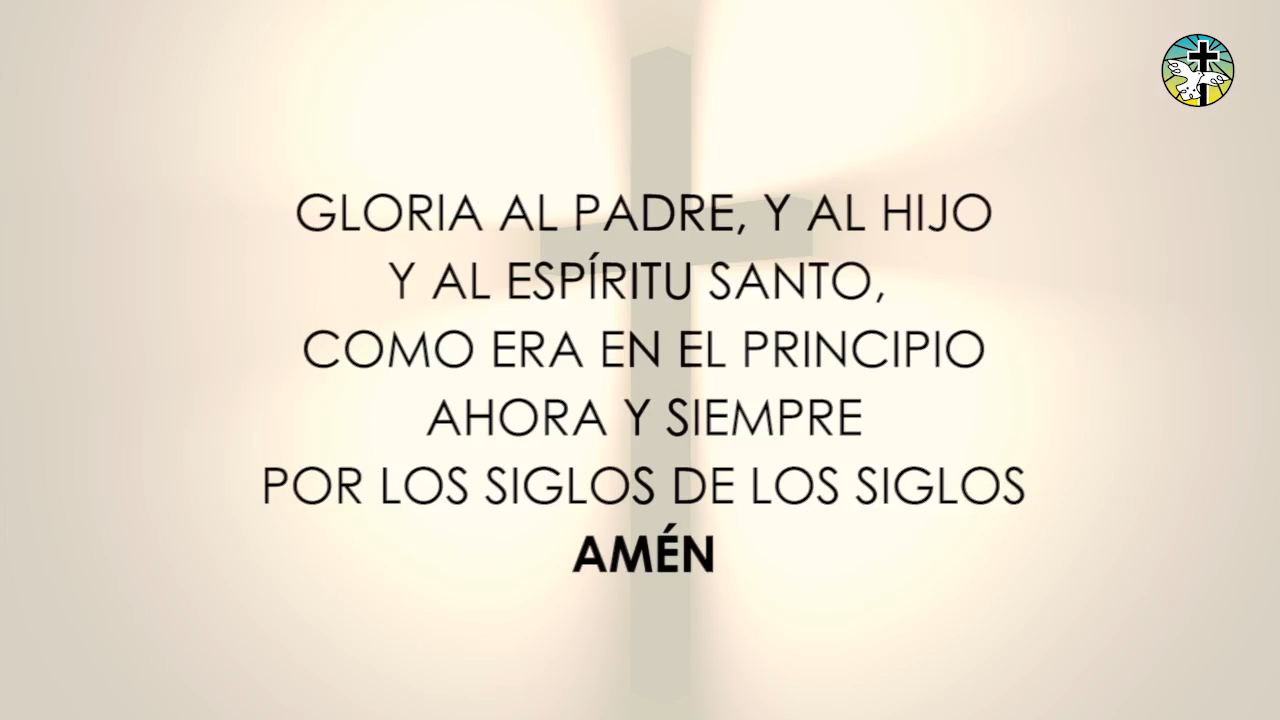 GLORIA AL PADRE, Y AL HIJO
Y AL ESPÍRITU SANTO,
COMO ERA EN EL PRINCIPIO
AHORA Y SIEMPRE
POR LOS SIGLOS DE LOS SIGLOS
AMÉN